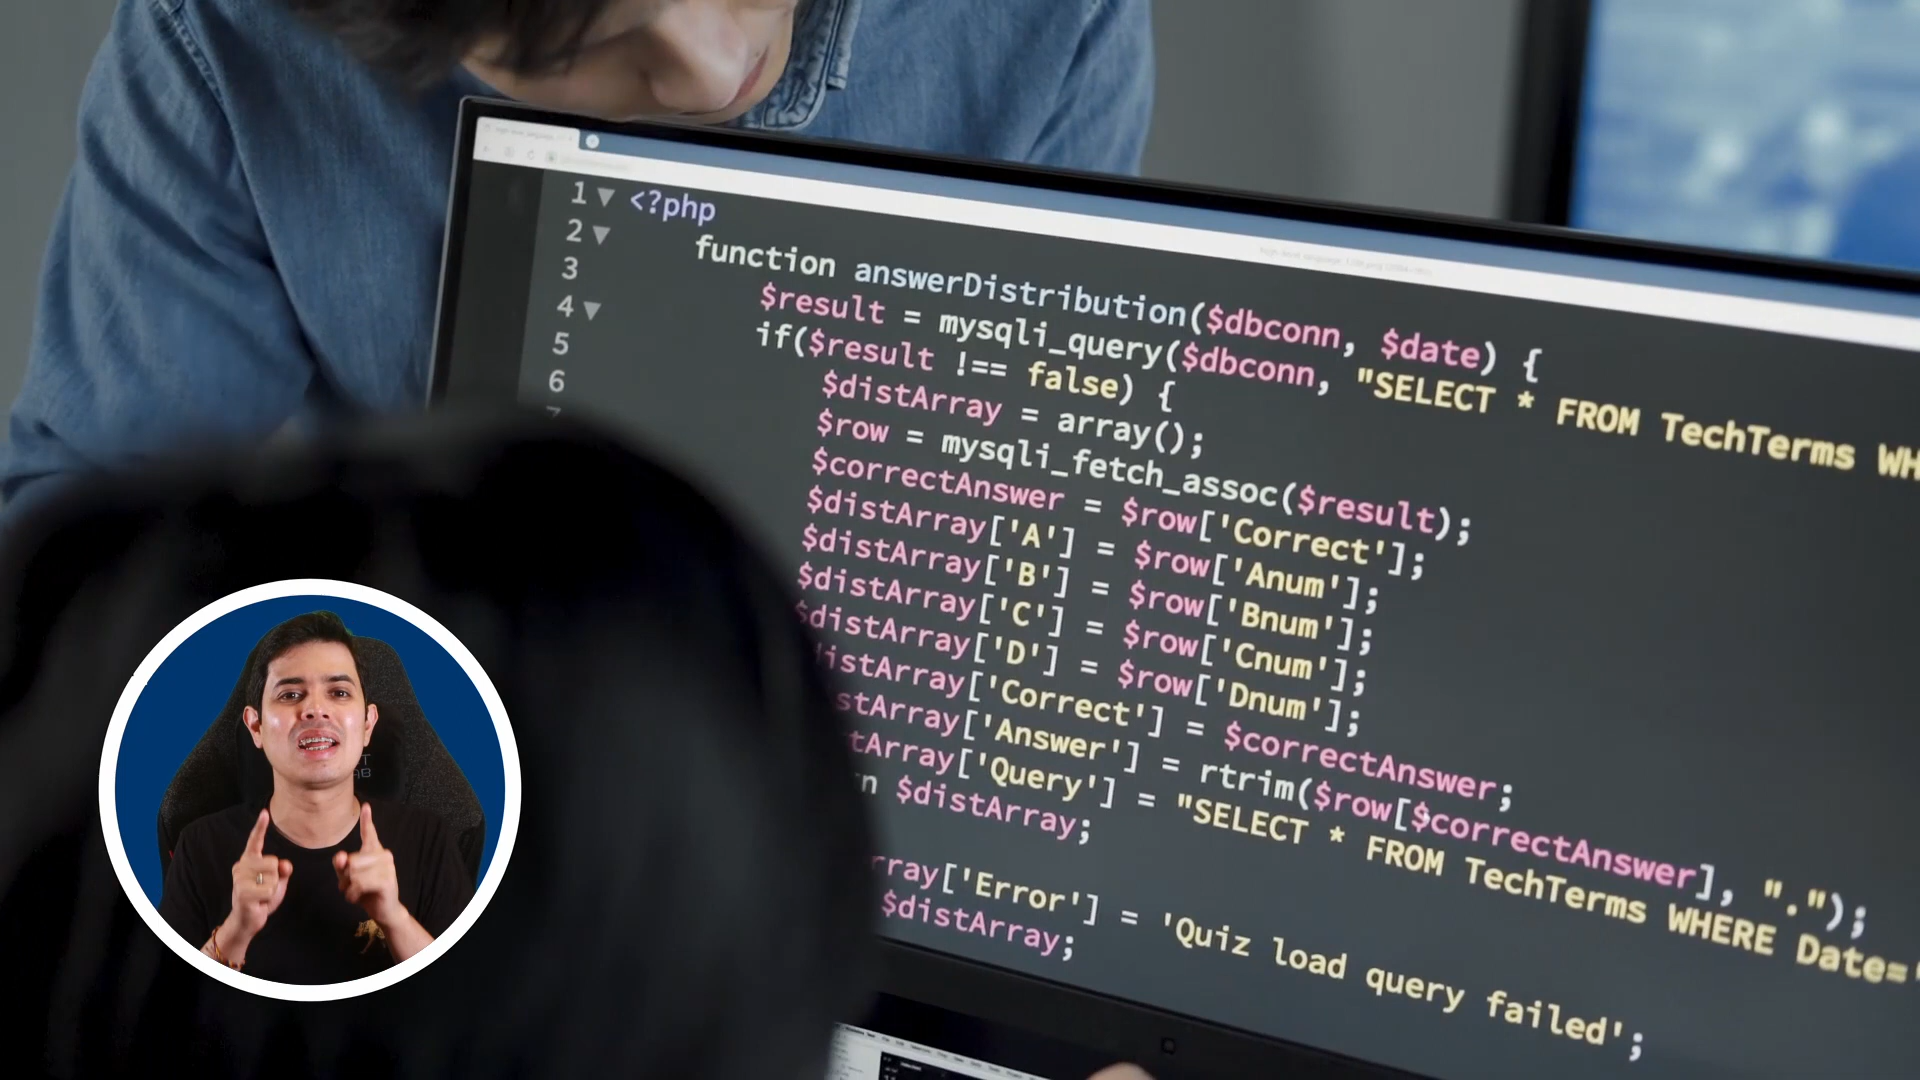 1 <?php
2 function answerDistribution($dbconn, $date) {
3 $result = mysqli_query($dbconn, "SELECT * FROM TechTerms
4 if($result !== false) {
5 $distArray = array();
6 $row = mysqli_fetch_assoc($result);
$correctAnswer = $row['Correct'];
$distArray['A'] = $row['Anum'];
$distArray['B'] = $row['Bnum'];
$distArray['C'] = $row['Cnum'];
$distArray['D'] = $row['Dnum'];
distArray['Correct'] = $correctAnswer;
stArray['Answer'] = rtrim($row[$correctAnswer], ".");
tArray['Query'] = "SELECT * FROM TechTerms WHERE Date='
n $distArray;
rray['Error'] = 'Quiz load query failed';
$distArray;